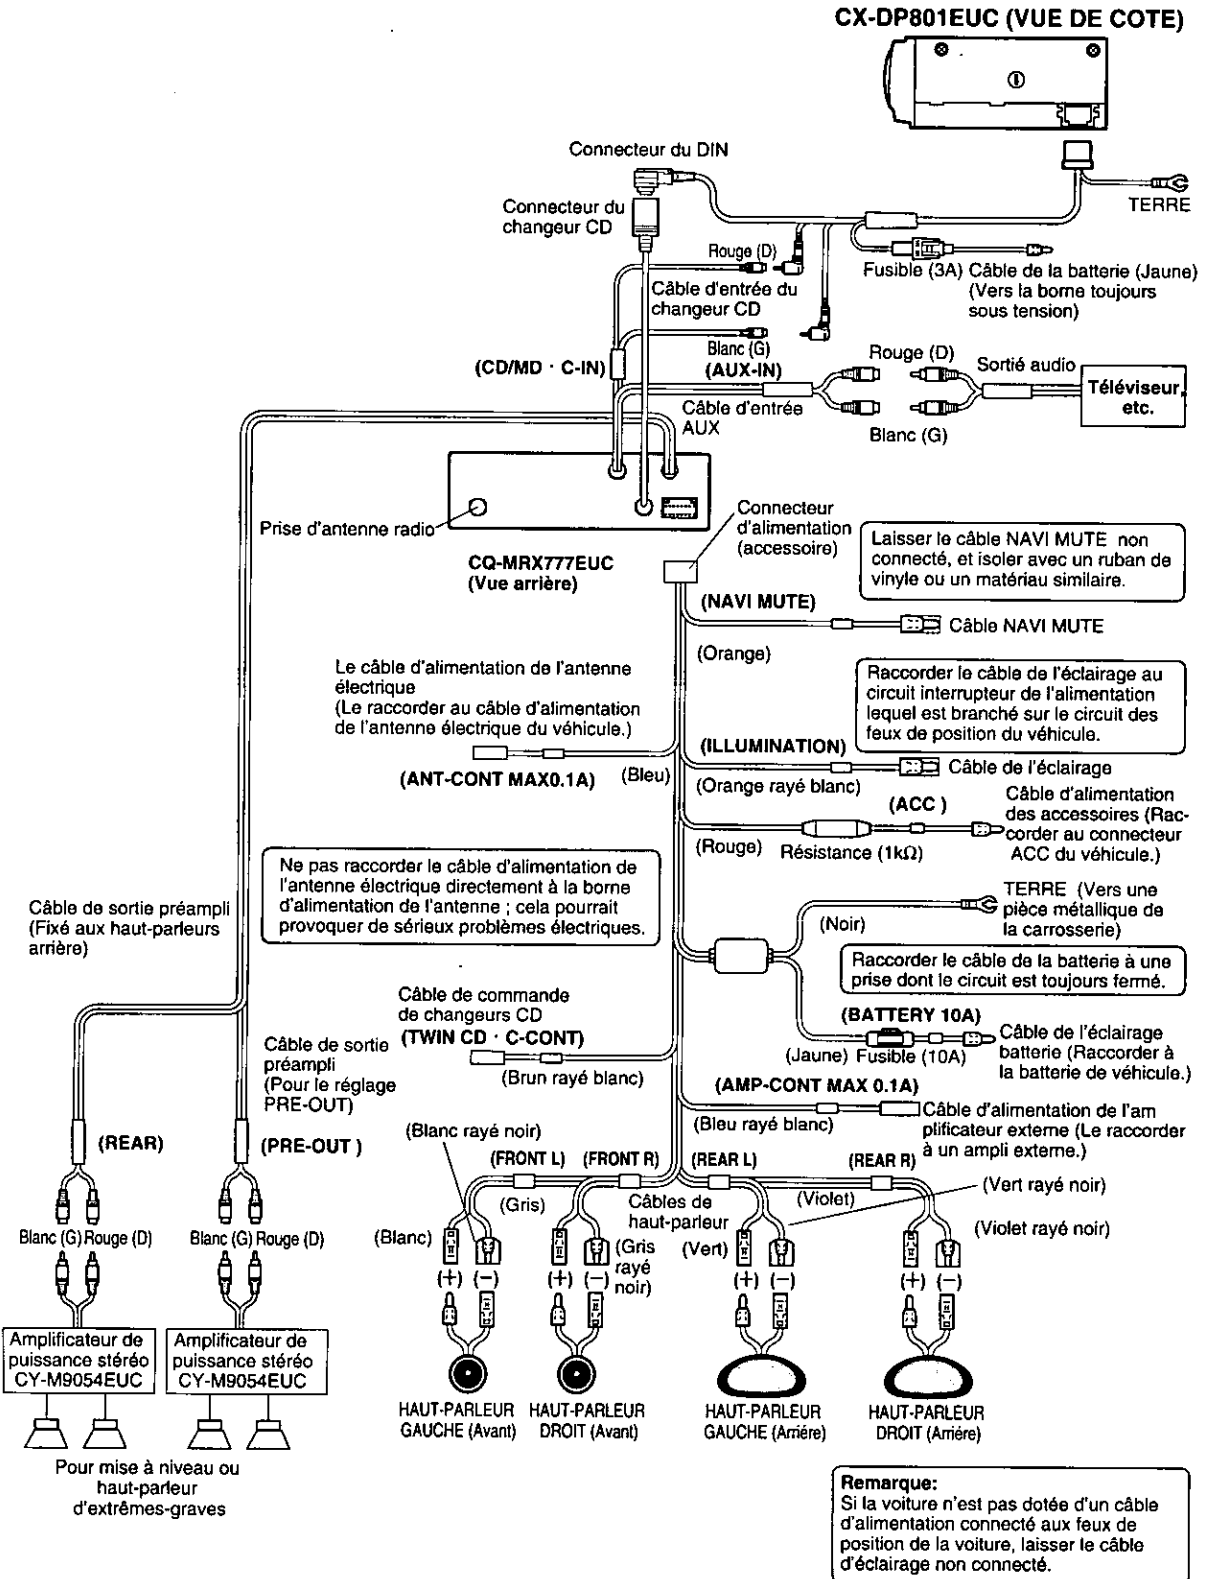 CX-DP801EUC (VUE DE COTE)
Connecteur du DIN
Connecteur du
changeur CD
TERRE
Rouge (D)
Fusible (3A)
Câble de la batterie (Jaune)
(Vers la borne toujours
sous tension)
Câble d'entrée du
changeur CD
Blanc (G)
(CD/MD · C-IN)
(AUX-IN)
Rouge (D)
Sortié audio
Téléviseur,
etc.
Câble d'entrée
AUX
Blanc (G)
Prise d'antenne radio
CQ-MRX777EUC
(Vue arrière)
Connecteur
d'alimentation
(accessoire)
Laisser le câble NAVI MUTE non
connecté, et isoler avec un ruban de
vinyle ou un matériau similaire.
(NAVI MUTE)
Câble NAVI MUTE
(Orange)
Le câble d'alimentation de l'antenne
électrique
(Le raccorder au câble d'alimentation
de l'antenne électrique du véhicule.)
(ANT-CONT MAX0.1A)
(Bleu)
Raccorder le câble de l'éclairage au
circuit interrupteur de l'alimentation
lequel est branché sur le circuit des
feux de position du véhicule.
(ILLUMINATION)
Câble de l'éclairage
(Orange rayé blanc)
(ACC )
Câble d'alimentation
des accessoires (Rac-
corder au connecteur
ACC du véhicule.)
(Rouge)
Résistance (1kΩ)
Ne pas raccorder le câble d'alimentation de
l'antenne électrique directement à la borne
d'alimentation de l'antenne ; cela pourrait
provoquer de sérieux problèmes électriques.
TERRE (Vers une
pièce métallique de
la carrosserie)
(Noir)
Câble de sortie préampli
(Fixé aux haut-parleurs
arrière)
Raccorder le câble de la batterie à une
prise dont le circuit est toujours fermé.
(BATTERY 10A)
Câble de l'éclairage
batterie (Raccorder à
la batterie de véhicule.)
(Jaune)
Fusible (10A)
Câble de commande
de changeurs CD
(TWIN CD · C-CONT)
(Brun rayé blanc)
Câble de sortie
préampli
(Pour le réglage
PRE-OUT)
(AMP-CONT MAX 0.1A)
(Bleu rayé blanc)
Câble d'alimentation de l'am
plificateur externe (Le raccorder
à un ampli externe.)
(REAR)
(PRE-OUT )
(Blanc rayé noir)
(FRONT L)
(FRONT R)
(REAR L)
(REAR R)
(Gris)
Câbles de
haut-parleur
(Violet)
(Vert rayé noir)
(Violet rayé noir)
(Blanc)
(Gris
rayé
noir)
(Vert)
(+) (−)
(+) (−)
(+) (−)
(+) (−)
Blanc (G) Rouge (D)
Blanc (G) Rouge (D)
Amplificateur de
puissance stéréo
CY-M9054EUC
Amplificateur de
puissance stéréo
CY-M9054EUC
HAUT-PARLEUR
GAUCHE (Avant)
HAUT-PARLEUR
DROIT (Avant)
HAUT-PARLEUR
GAUCHE (Arriére)
HAUT-PARLEUR
DROIT (Arriére)
Pour mise à niveau ou
haut-parleur
d'extrêmes-graves
Remarque:
Si la voiture n'est pas dotée d'un câble
d'alimentation connecté aux feux de
position de la voiture, laisser le câble
d'éclairage non connecté.